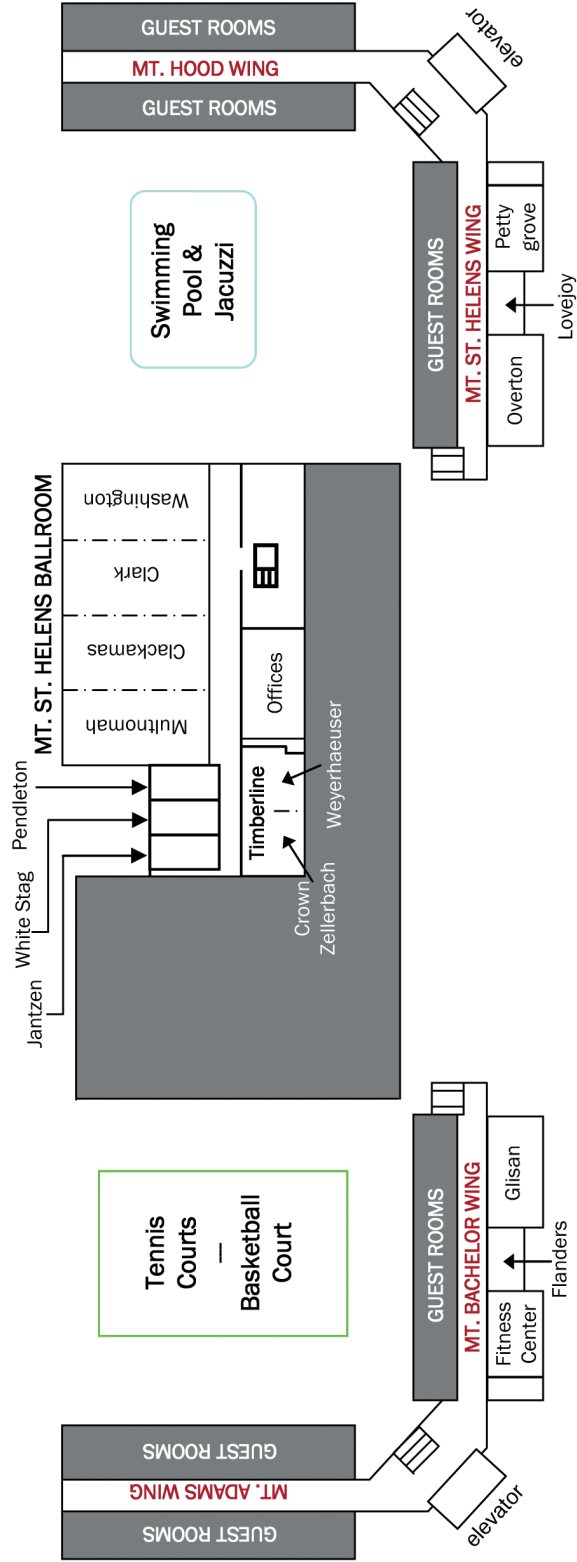 GUEST ROOMS
MT. HOOD WING
GUEST ROOMS
elevator
Swimming
Pool &
Jacuzzi
GUEST ROOMS
MT. ST. HELENS WING
Petty
grove
Lovejoy
Overton
MT. ST. HELENS BALLROOM
Washington
Clark
Clackamas
Multnomah
Pendleton
White Stag
Jantzen
Offices
Timberline
Weyerhaeuser
Crown
Zellerbach
Tennis
Courts
—
Basketball
Court
GUEST ROOMS
MT. BACHELOR WING
Glisan
Flanders
Fitness
Center
GUEST ROOMS
MT. ADAMS WING
GUEST ROOMS
elevator